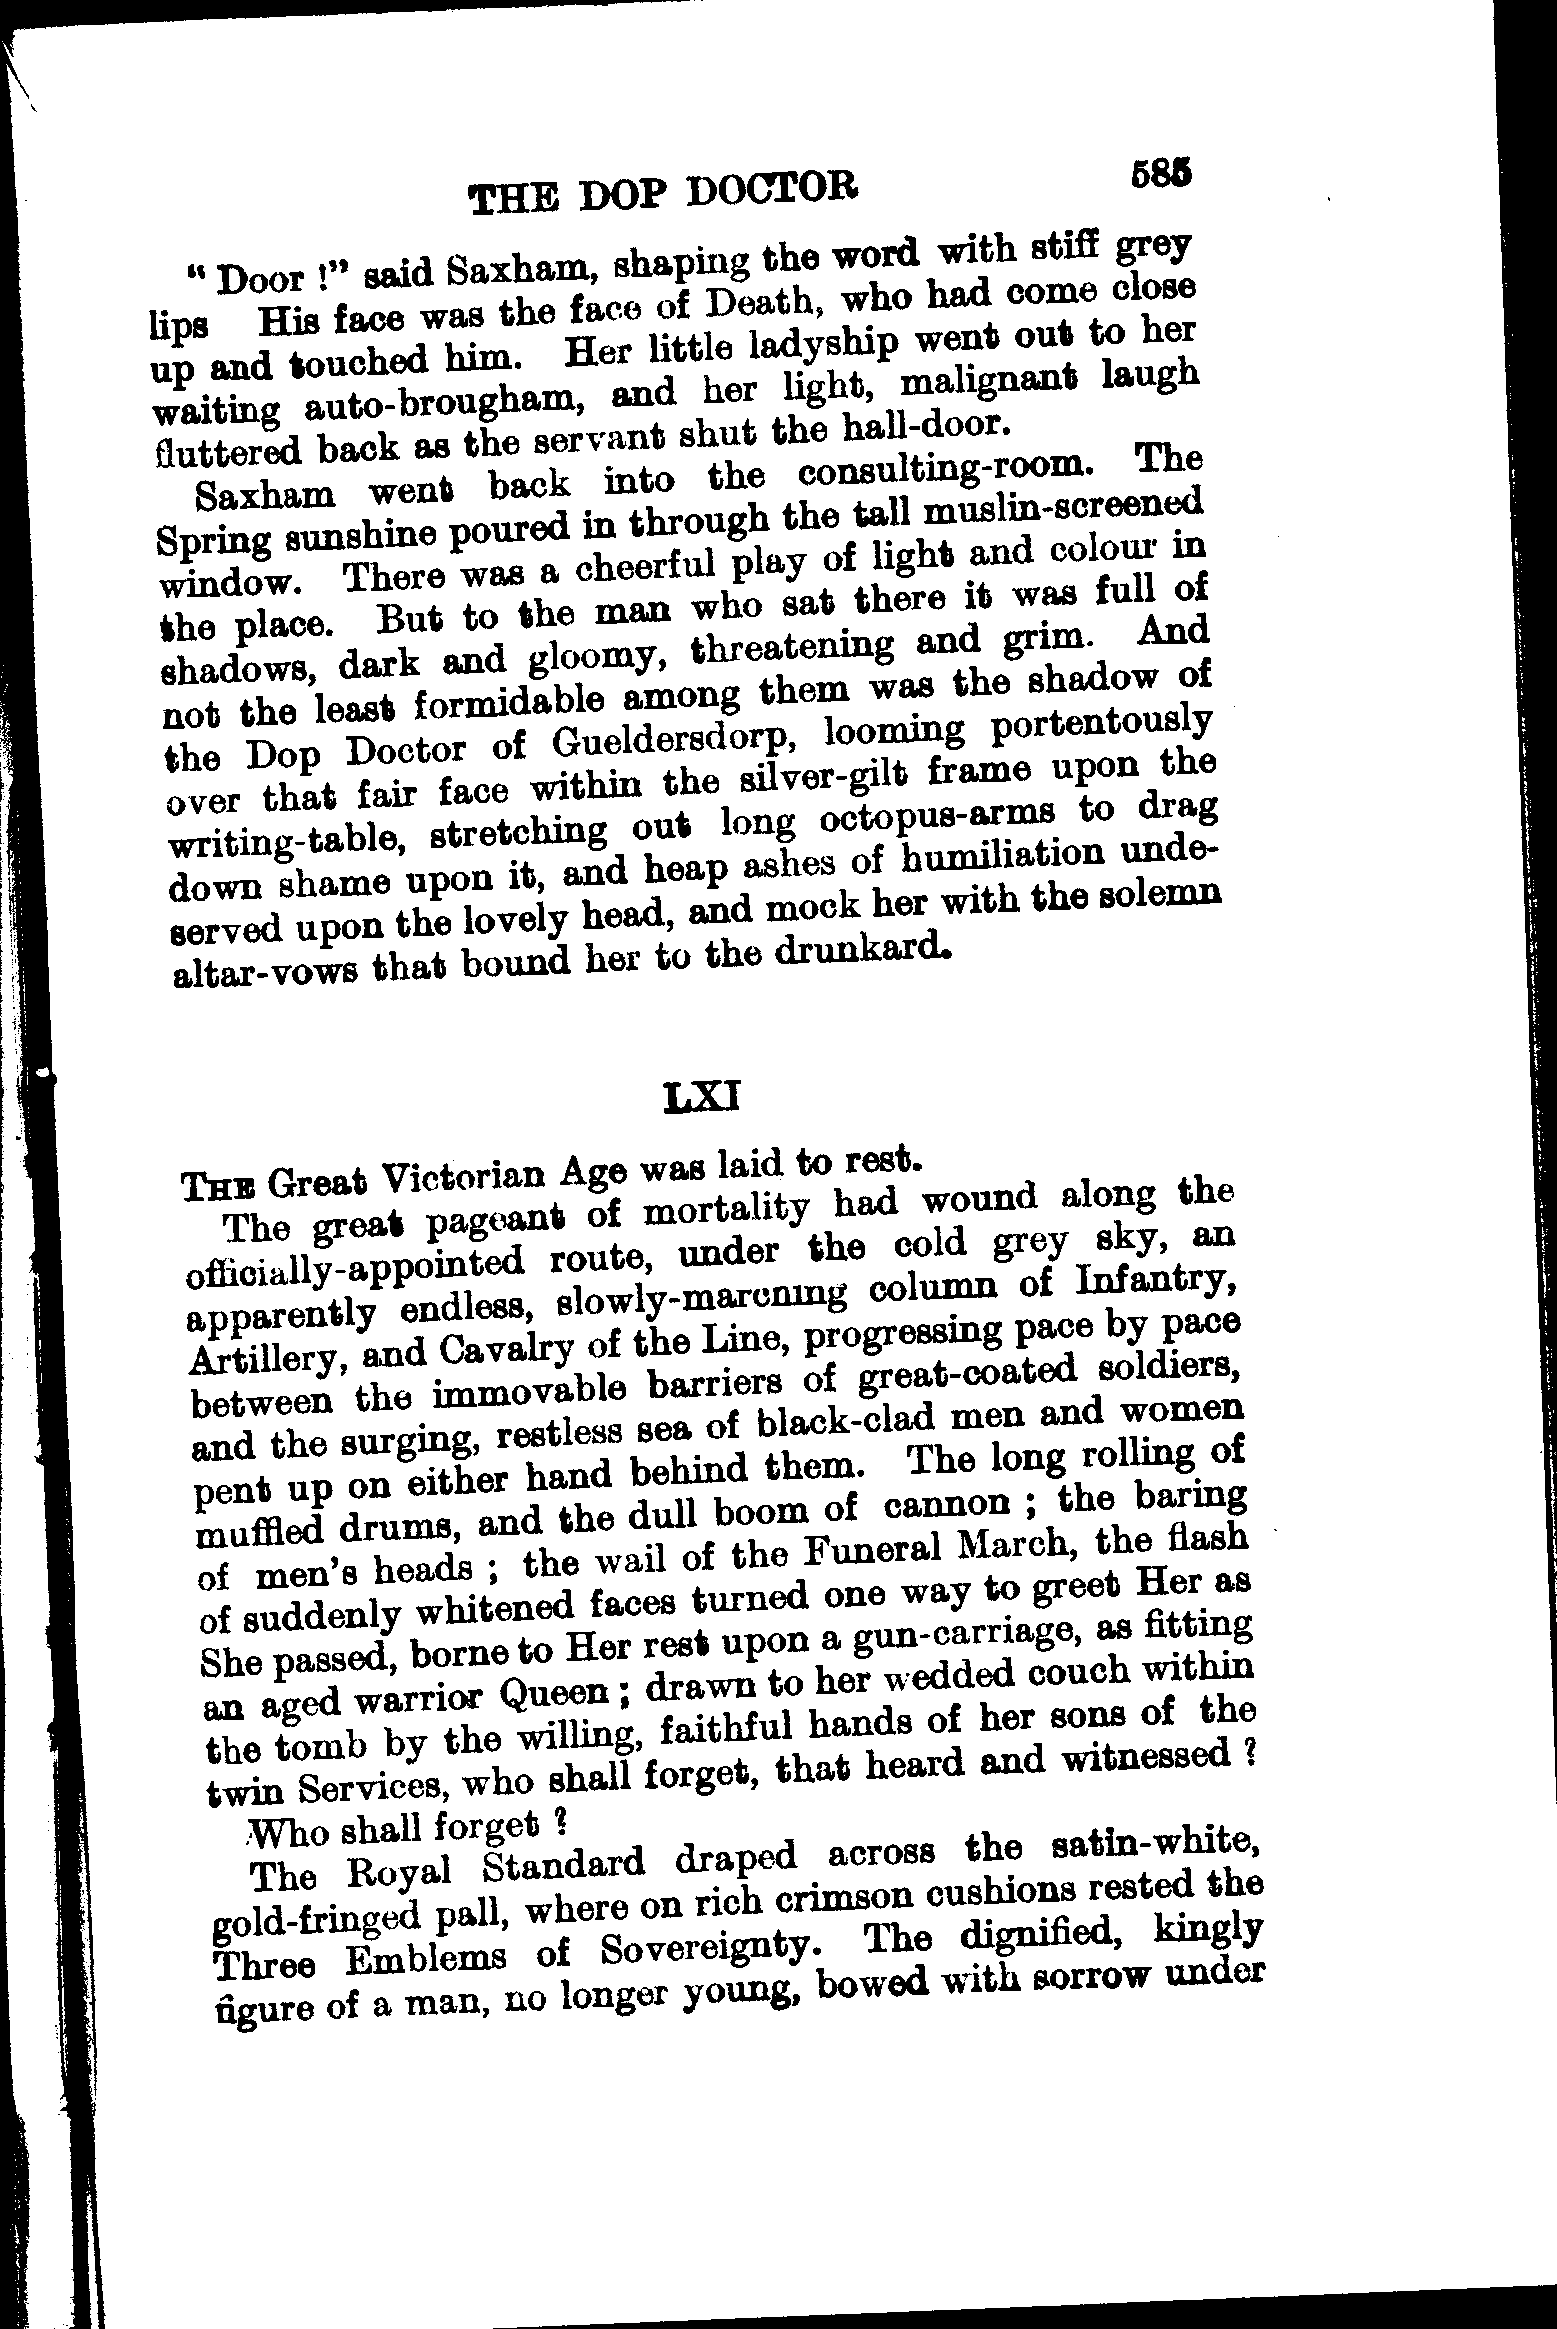 THE DOP DOCTOR 585
“ Door !” said Saxham, shaping the word with stiff grey
lips His face was the face of Death, who had come close
up and touched him. Her little ladyship went out to her
waiting auto-brougham, and her light, malignant laugh
fluttered back as the servant shut the hall-door.
Saxham went back into the consulting-room. The
Spring sunshine poured in through the tall muslin-screened
window. There was a cheerful play of light and colour in
the place. But to the man who sat there it was full of
shadows, dark and gloomy, threatening and grim. And
not the least formidable among them was the shadow of
the Dop Doctor of Gueldersdorp, looming portentously
over that fair face within the silver-gilt frame upon the
writing-table, stretching out long octopus-arms to drag
down shame upon it, and heap ashes of humiliation unde-
served upon the lovely head, and mock her with the solemn
altar-vows that bound her to the drunkard.
LXI
THE Great Victorian Age was laid to rest.
The great pageant of mortality had wound along the
officially-appointed route, under the cold grey sky, an
apparently endless, slowly-marching column of Infantry,
Artillery, and Cavalry of the Line, progressing pace by pace
between the immovable barriers of great-coated soldiers,
and the surging, restless sea of black-clad men and women
pent up on either hand behind them. The long rolling of
muffled drums, and the dull boom of cannon ; the baring
of men's heads ; the wail of the Funeral March, the flash
of suddenly whitened faces turned one way to greet Her as
She passed, borne to Her rest upon a gun-carriage, as fitting
an aged warrior Queen ; drawn to her wedded couch within
the tomb by the willing, faithful hands of her sons of the
twin Services, who shall forget, that heard and witnessed ?
Who shall forget ?
The Royal Standard draped across the satin-white,
gold-fringed pall, where on rich crimson cushions rested the
Three Emblems of Sovereignty. The dignified, kingly
figure of a man, no longer young, bowed with sorrow under